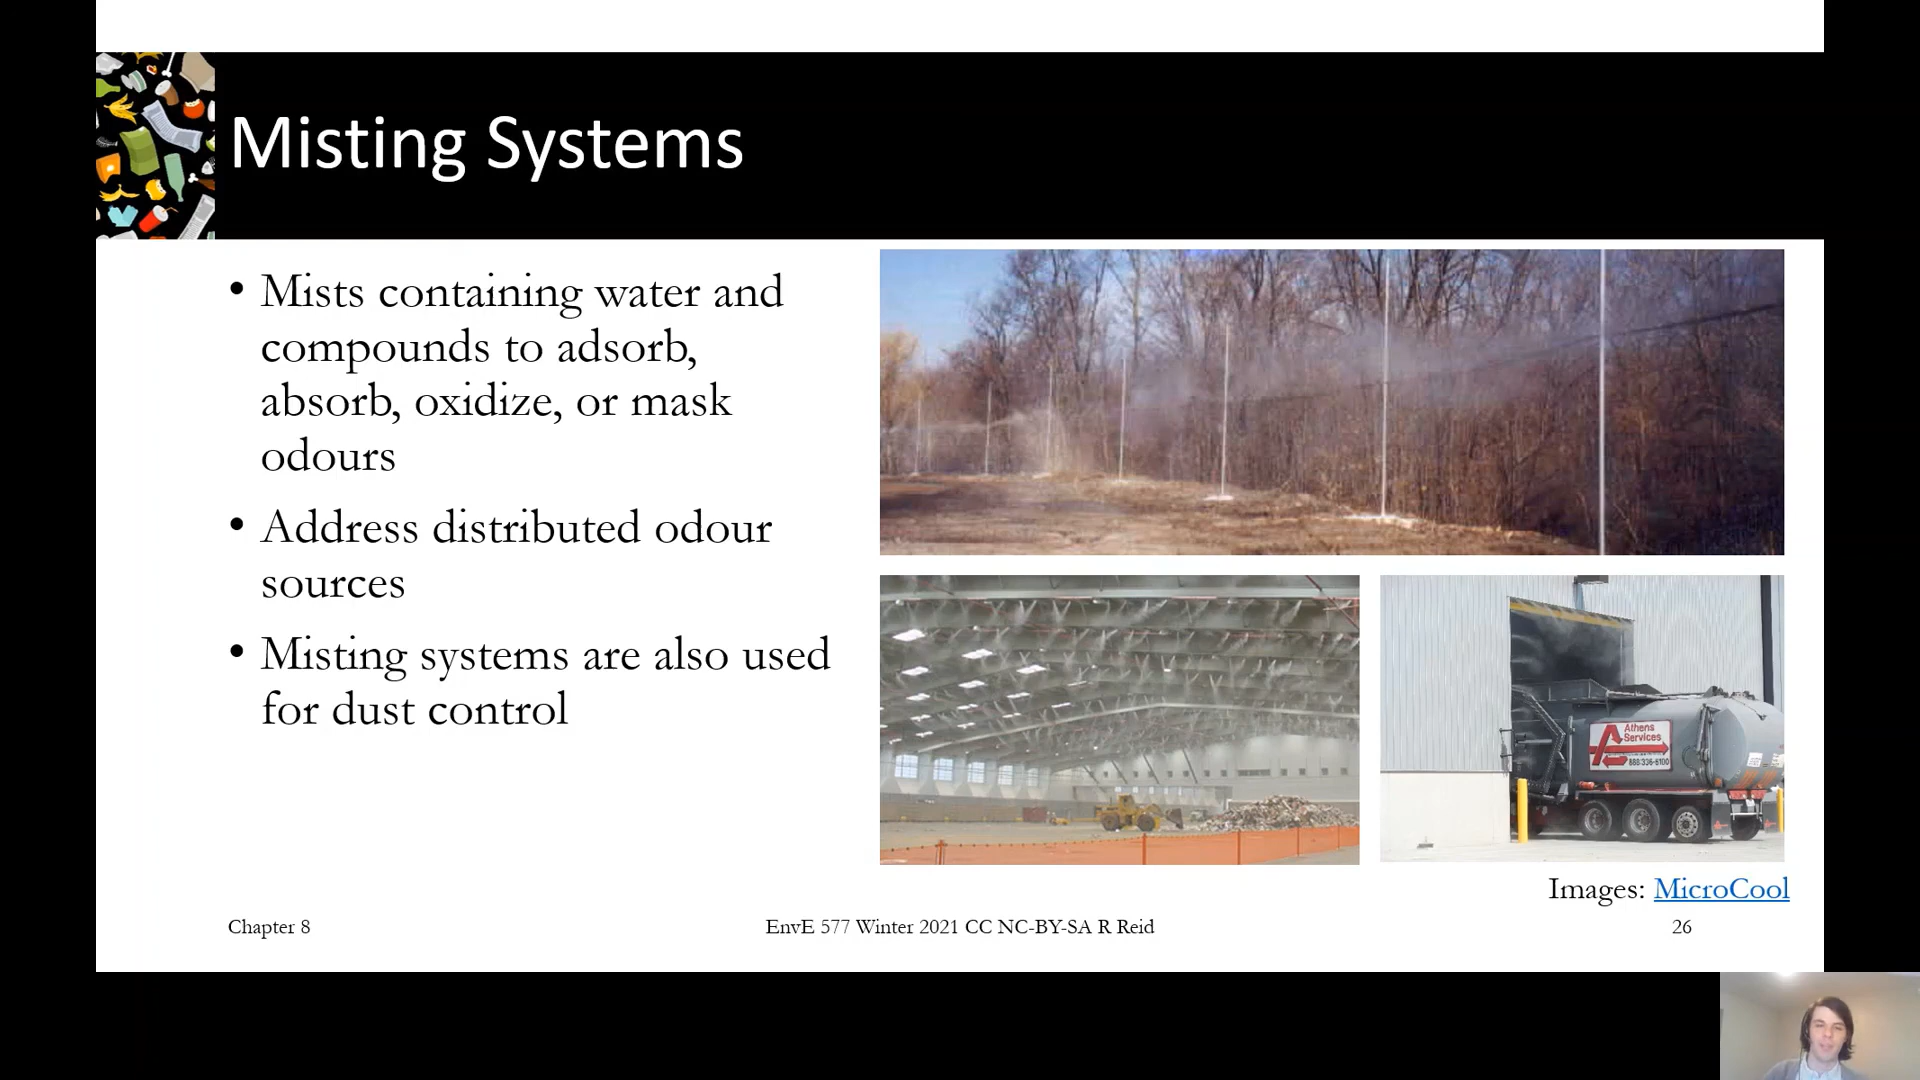 Misting Systems
• Mists containing water and
compounds to adsorb,
absorb, oxidize, or mask
odours
• Address distributed odour
sources
• Misting systems are also used
for dust control
Athens
Services
888-336-6100
Images: MicroCool
Chapter 8
EnvE 577 Winter 2021 CC NC-BY-SA R Reid
26